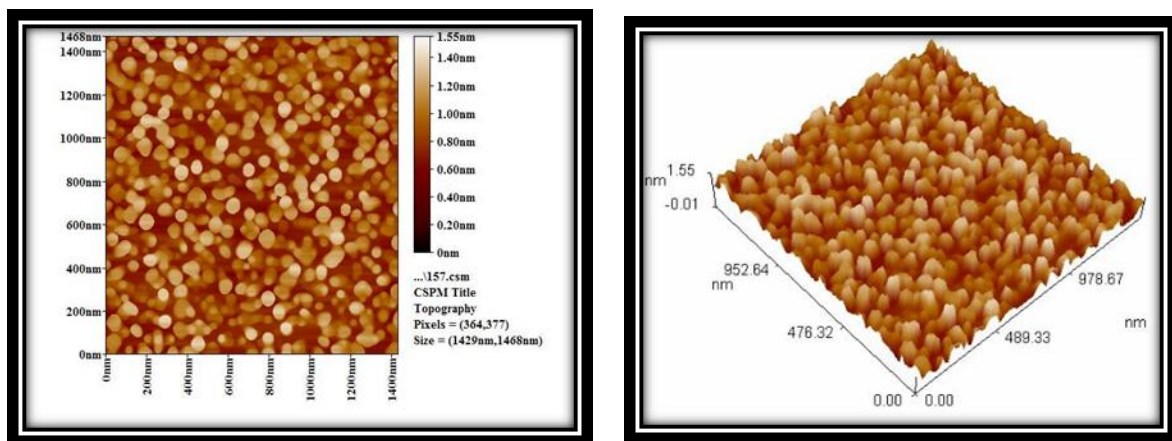 1468nm
1400nm
1200nm
1000nm
800nm
600nm
400nm
200nm
0nm
0nm
200nm
400nm
600nm
800nm
1000nm
1200nm
1400nm
1.55nm
1.40nm
1.20nm
1.00nm
0.80nm
0.60nm
0.40nm
0.20nm
0nm
...\157.csm
CSPM Title
Topography
Pixels = (364,377)
Size = (1429nm,1468nm)
1.55
nm
-0.01
952.64
nm
476.32
0.00
0.00
489.33
978.67
nm